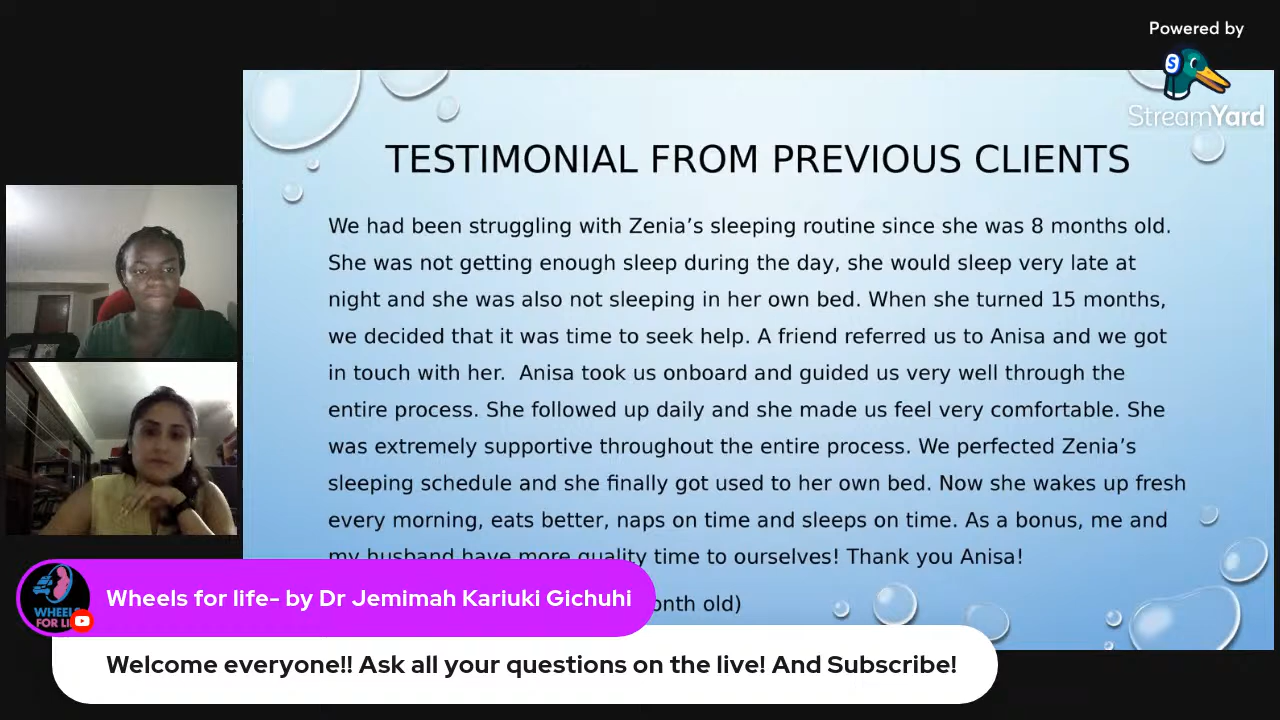 Powered by
S
StreamYard
TESTIMONIAL FROM PREVIOUS CLIENTS
We had been struggling with Zenia’s sleeping routine since she was 8 months old.
She was not getting enough sleep during the day, she would sleep very late at
night and she was also not sleeping in her own bed. When she turned 15 months,
we decided that it was time to seek help. A friend referred us to Anisa and we got
in touch with her.  Anisa took us onboard and guided us very well through the
entire process. She followed up daily and she made us feel very comfortable. She
was extremely supportive throughout the entire process. We perfected Zenia’s
sleeping schedule and she finally got used to her own bed. Now she wakes up fresh
every morning, eats better, naps on time and sleeps on time. As a bonus, me and
my husband have more quality time to ourselves! Thank you Anisa!
old)
WHEELS
FOR
Wheels for life- by Dr Jemimah Kariuki Gichuhi
Welcome everyone!! Ask all your questions on the live! And Subscribe!